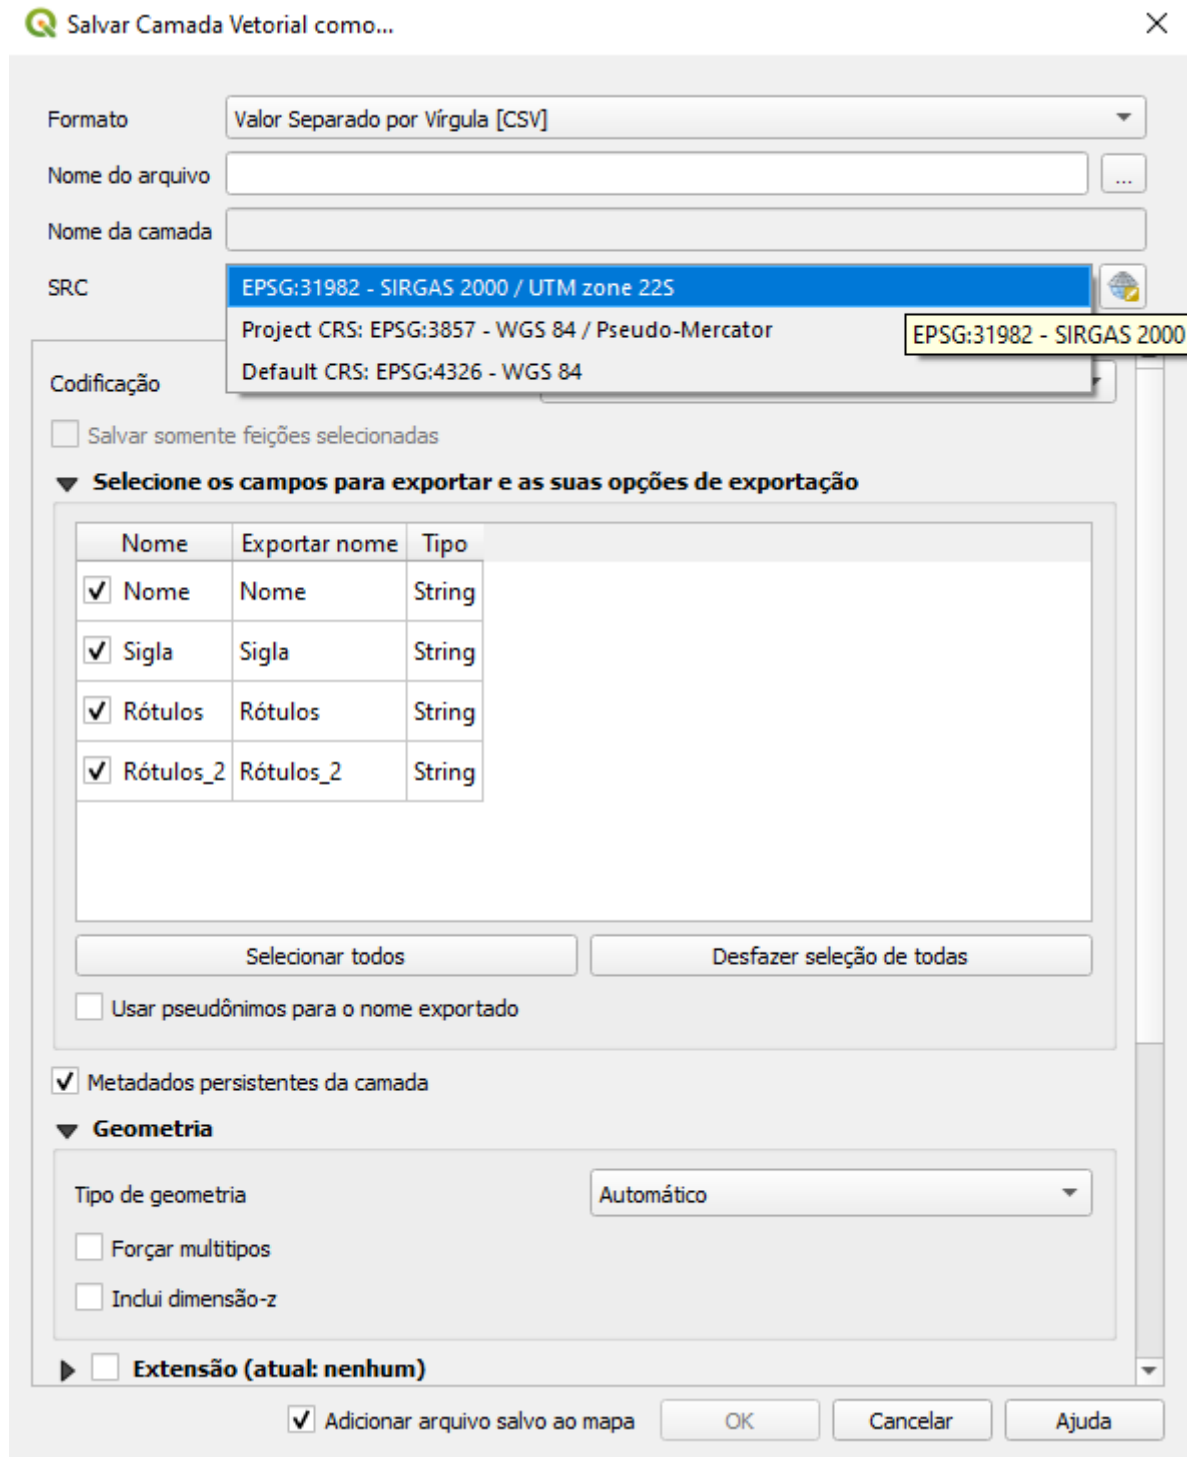 Salvar Camada Vetorial como...
Formato Valor Separado por Vírgula [CSV]
Nome do arquivo ...
Nome da camada
SRC EPSG:31982 - SIRGAS 2000 / UTM zone 22S
Project CRS: EPSG:3857 - WGS 84 / Pseudo-Mercator
EPSG:31982 - SIRGAS 2000
Default CRS: EPSG:4326 - WGS 84
Codificação
Salvar somente feições selecionadas
Selecione os campos para exportar e as suas opções de exportação
Nome Exportar nome Tipo
Nome Nome String
Sigla Sigla String
Rótulos Rótulos String
Rótulos_2 Rótulos_2 String
Selecionar todos Desfazer seleção de todas
Usar pseudônimos para o nome exportado
Metadados persistentes da camada
Geometria
Tipo de geometria Automático
Forçar multitipos
Inclui dimensão-z
Extensão (atual: nenhum)
Adicionar arquivo salvo ao mapa OK Cancelar Ajuda